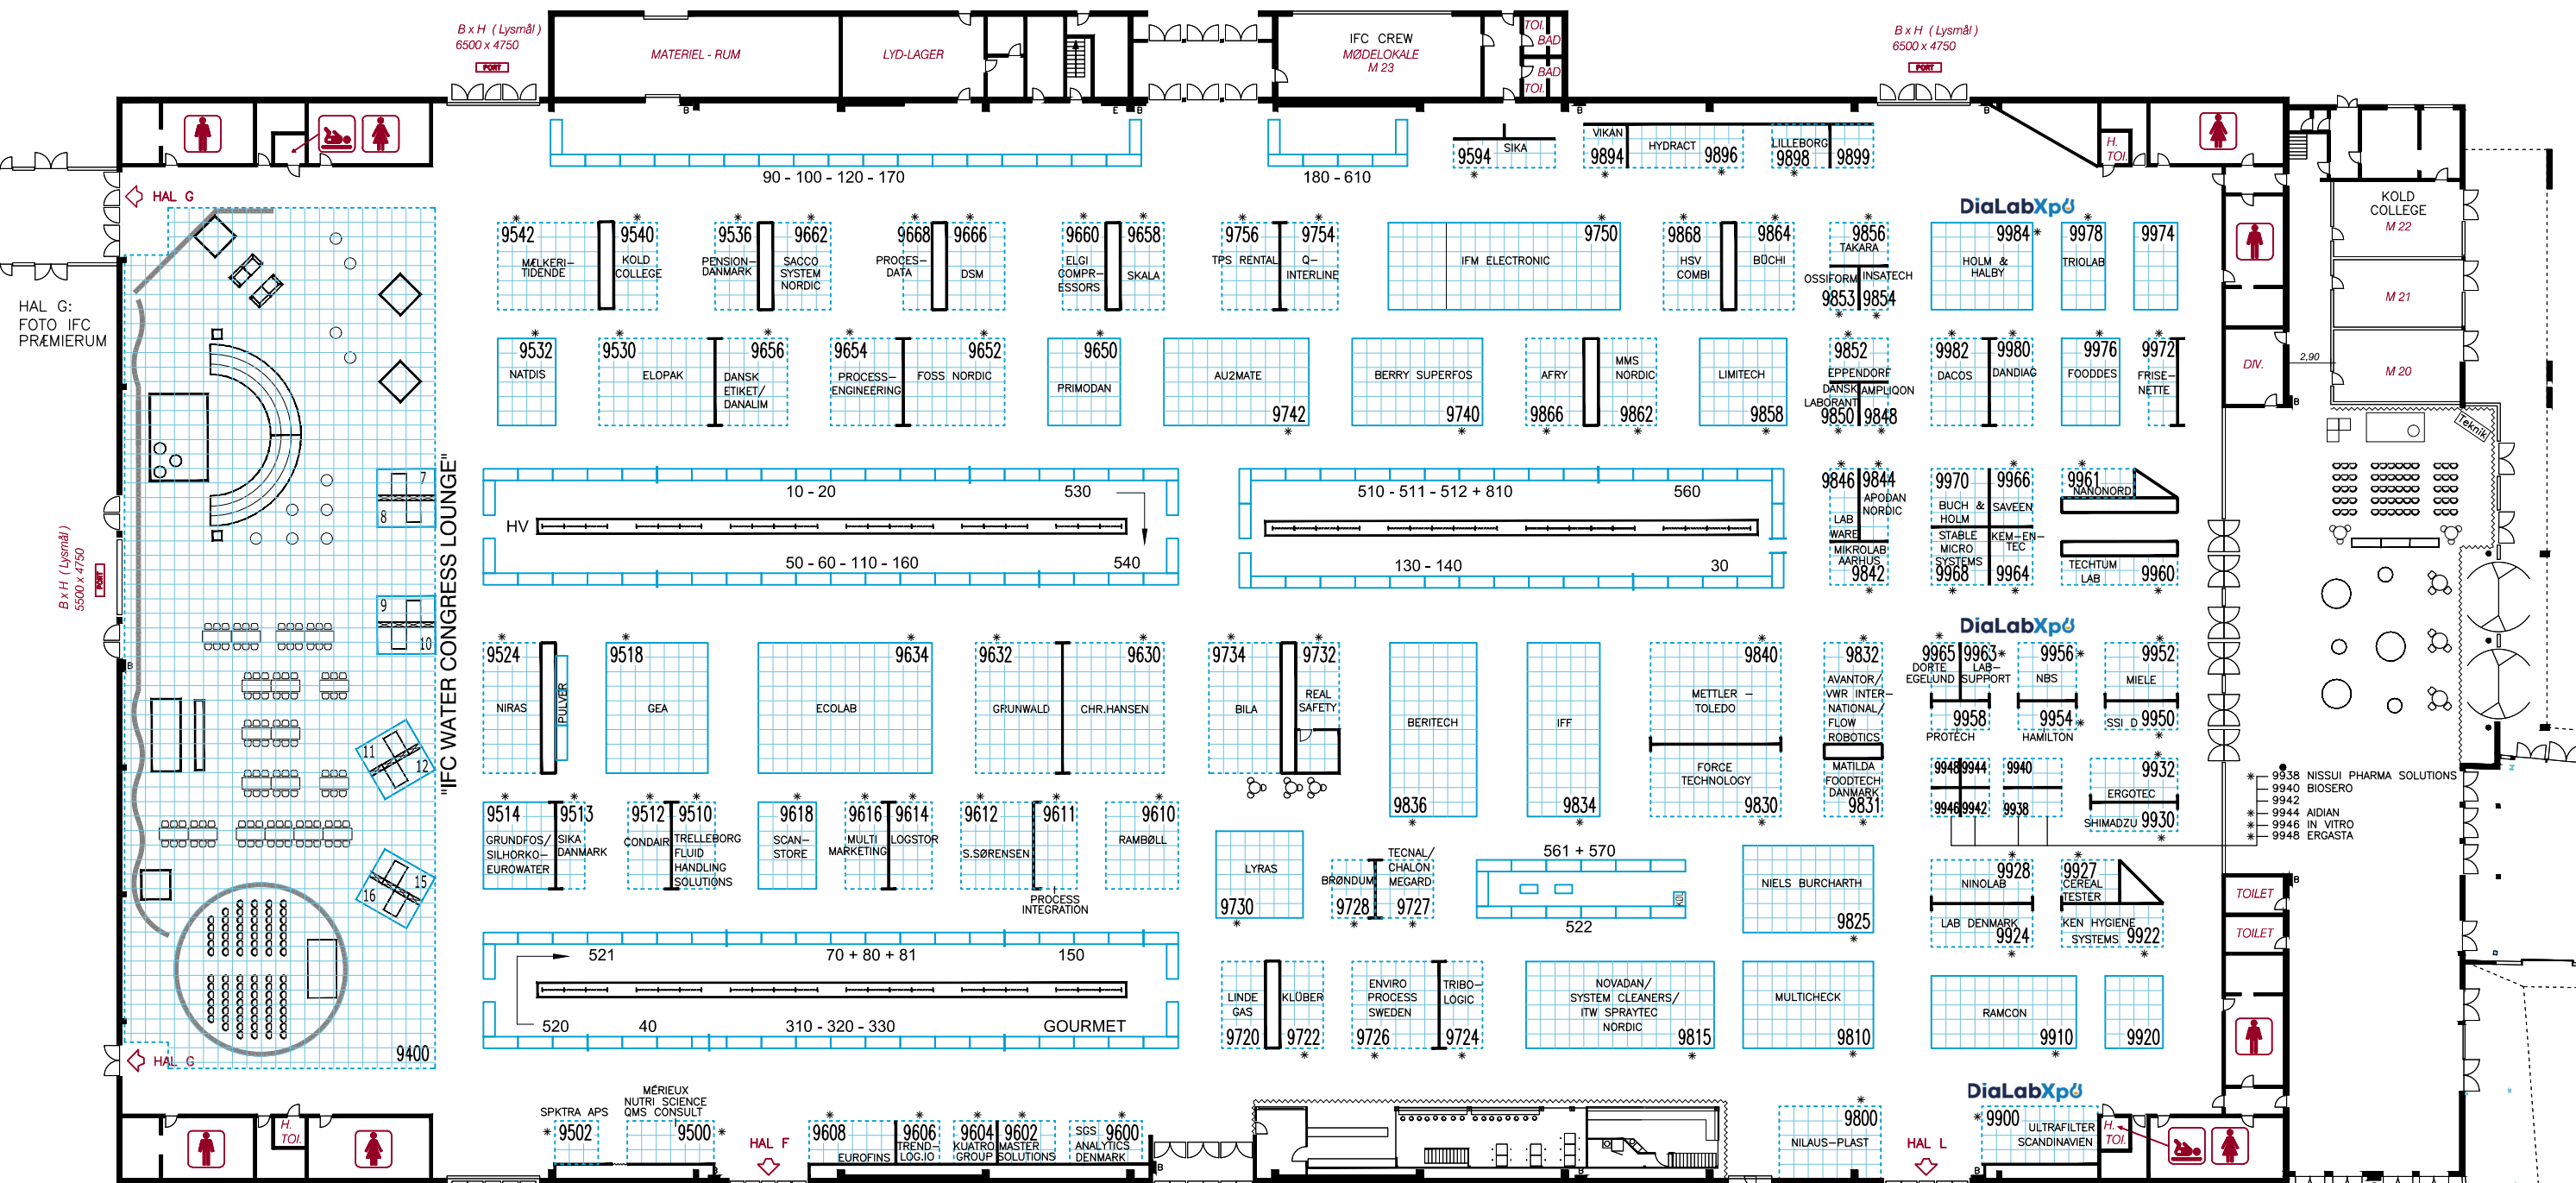 B x H ( Lysmål )
6500 x 4750
PORT
MATERIEL - RUM
LYD-LAGER
IFC CREW
MØDELOKALE
M 23
TOI.
BAD
BAD
TOI.
B x H ( Lysmål )
6500 x 4750
PORT
B
E
B
B
B
90 - 100 - 120 - 170
180 - 610
9594
SIKA
VIKAN
9894
HYDRACT
9896
LILLEBORG
9898
9899
H.
TOI.
HAL G
HAL G:
FOTO IFC
PRÆMIERUM
KOLD
COLLEGE
M 22
M 21
M 20
DiaLabXpo
9542
MÆLKERI-
TIDENDE
9540
KOLD
COLLEGE
9536
PENSION-
DANMARK
9662
SACCO
SYSTEM
NORDIC
9668
PROCES-
DATA
9666
DSM
9660
ELGI
COMPR-
ESSORS
9658
SKALA
9756
TPS RENTAL
9754
Q-
INTERLINE
9750
IFM ELECTRONIC
9868
HSV
COMBI
9864
BÜCHI
9856
TAKARA
OSSIFORM
9853
INSATECH
9854
9984
HOLM &
HALBY
9978
TRIOLAB
9974
9532
NATDIS
9530
ELOPAK
9656
DANSK
ETIKET/
DANALIM
9654
PROCESS-
ENGINEERING
9652
FOSS NORDIC
9650
PRIMODAN
AU2MATE
9742
BERRY SUPERFOS
9740
AFRY
9866
MMS
NORDIC
9862
LIMITECH
9858
9852
EPPENDORF
DANSK
LABORANT
9850
AMPLIQON
9848
9982
DACOS
9980
DANDIAG
9976
FOODDES
9972
FRISE-
NETTE
DIV.
2,90
B
Teknik
7
8
9
10
11
12
15
16
B x H ( Lysmål )
5500 x 4750
PORT
B
"IFC WATER CONGRESS LOUNGE"
10 - 20
530
HV
50 - 60 - 110 - 160
540
510 - 511 - 512 + 810
560
130 - 140
30
9846
LAB
WARE
9844
APODAN
NORDIC
MIKROLAB
AARHUS
9842
9970
BUCH &
HOLM
9966
SAVEEN
STABLE
MICRO
SYSTEMS
9968
KEM-EN-
TEC
9964
9961
NANONORD
TECHTUM
LAB
9960
DiaLabXpo
9524
NIRAS
PULVER
9518
GEA
9634
ECOLAB
9632
GRUNWALD
9630
CHR.HANSEN
9734
BILA
9732
REAL
SAFETY
BERITECH
9836
IFF
9834
9840
METTLER -
TOLEDO
FORCE
TECHNOLOGY
9830
9832
AVANTOR/
VWR INTER-
NATIONAL/
FLOW
ROBOTICS
MATILDA
FOODTECH
DANMARK
9831
9965
DORTE
EGELUND
9963
LAB-
SUPPORT
9958
PROTECH
9956
NBS
9954
HAMILTON
9952
MIELE
SSI D
9950
9948
9944
9946
9942
9940
9938
9932
ERGOTEC
SHIMADZU
9930
9938 NISSUI PHARMA SOLUTIONS
9940 BIOSERO
9942
9944 AIDIAN
9946 IN VITRO
9948 ERGASTA
9514
GRUNDFOS/
SILHORKO-
EUROWATER
9513
SIKA
DANMARK
9512
CONDAIR
9510
TRELLEBORG
FLUID
HANDLING
SOLUTIONS
9618
SCAN-
STORE
9616
MULTI
MARKETING
9614
LOGSTOR
9612
S.SØRENSEN
9611
PROCESS
INTEGRATION
9610
RAMBØLL
LYRAS
9730
BRØNDUM
9728
TECNAL/
CHALON
MEGARD
9727
561 + 570
522
NIELS BURCHARTH
9825
9928
NINOLAB
LAB DENMARK
9924
9927
CEREAL
TESTER
KEN HYGIENE
SYSTEMS
9922
B
TOILET
TOILET
521
70 + 80 + 81
150
520
40
310 - 320 - 330
GOURMET
LINDE
GAS
9720
KLÜBER
9722
ENVIRO
PROCESS
SWEDEN
9726
TRIBO-
LOGIC
9724
NOVADAN/
SYSTEM CLEANERS/
ITW SPRAYTEC
NORDIC
9815
MULTICHECK
9810
RAMCON
9910
9920
9400
HAL G
DiaLabXpo
H.
TOI.
SPKTRA APS
9502
MÉRIEUX
NUTRI SCIENCE
QMS CONSULT
9500
HAL F
9608
EUROFINS
9606
TREND-
LOG.IO
9604
KUATRO
GROUP
9602
MASTER
SOLUTIONS
SGS
ANALYTICS
DENMARK
9600
B
B
B
9800
NILAUS-PLAST
HAL L
9900
ULTRAFILTER
SCANDINAVIEN
B
H.
TOI.